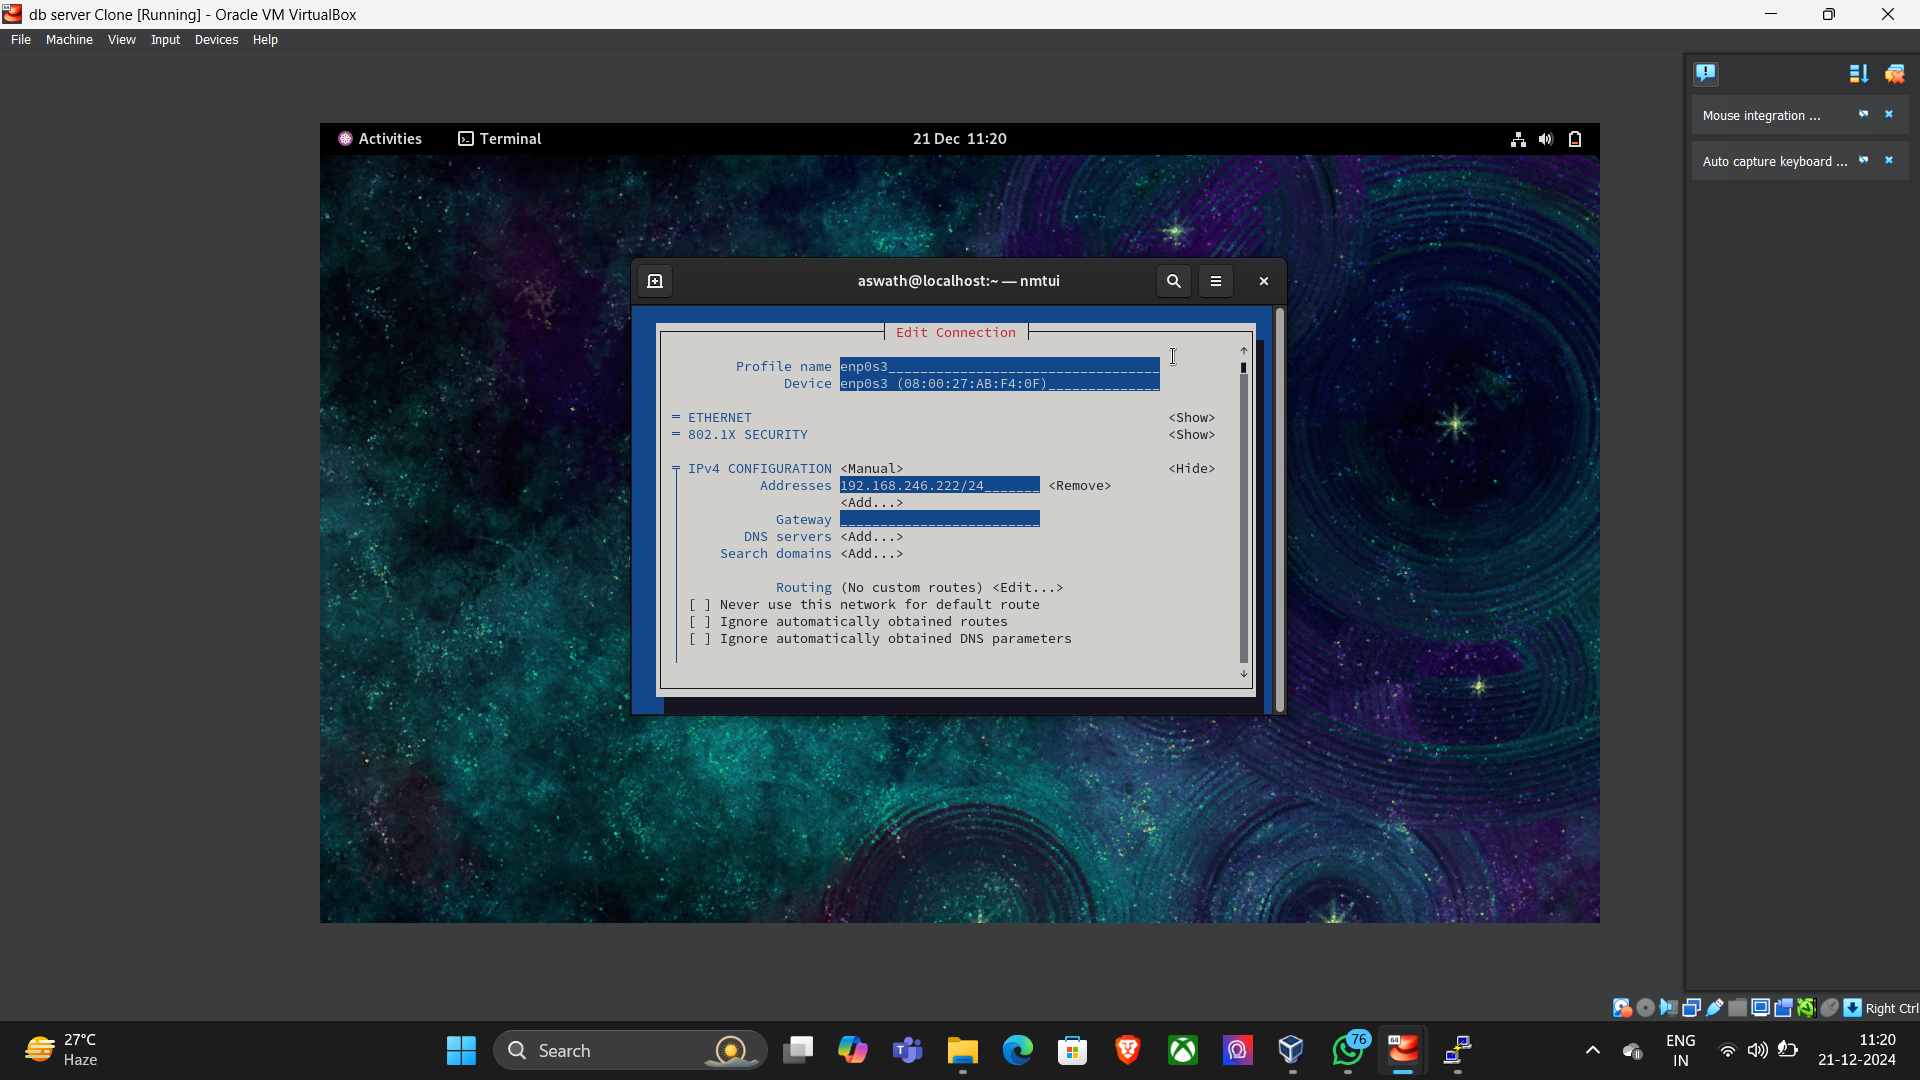 db server Clone [Running] - Oracle VM VirtualBox
File Machine View Input Devices Help
Mouse integration ...
Auto capture keyboard ...
Activities Terminal 21 Dec 11:20
aswath@localhost:~ — nmtui
Edit Connection
Profile name enp0s3
Device enp0s3 (08:00:27:AB:F4:0F)
= ETHERNET <Show>
= 802.1X SECURITY <Show>
IPv4 CONFIGURATION <Manual> <Hide>
Addresses 192.168.246.222/24 <Remove>
<Add...>
Gateway
DNS servers <Add...>
Search domains <Add...>
Routing (No custom routes) <Edit...>
[ ] Never use this network for default route
[ ] Ignore automatically obtained routes
[ ] Ignore automatically obtained DNS parameters
Right Ctrl
27°C
Haze
Search
76
64
ENG
IN
11:20
21-12-2024